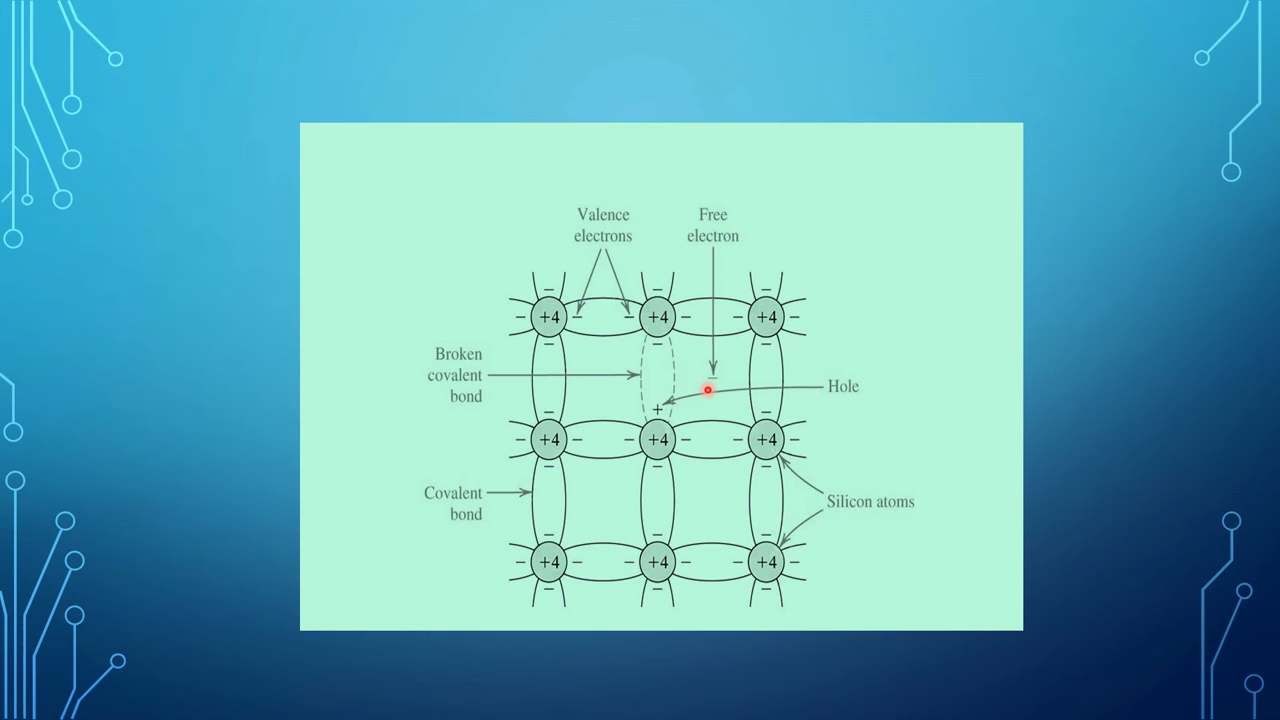 Valence
electrons
Free
electron
−
− +4 − − +4 − − +4 −
− − −
Broken
covalent
bond
−
Hole
− + −
− +4 − − +4 − − +4 −
− − −
Covalent
bond
Silicon atoms
− − −
− +4 − − +4 − − +4 −
− − −